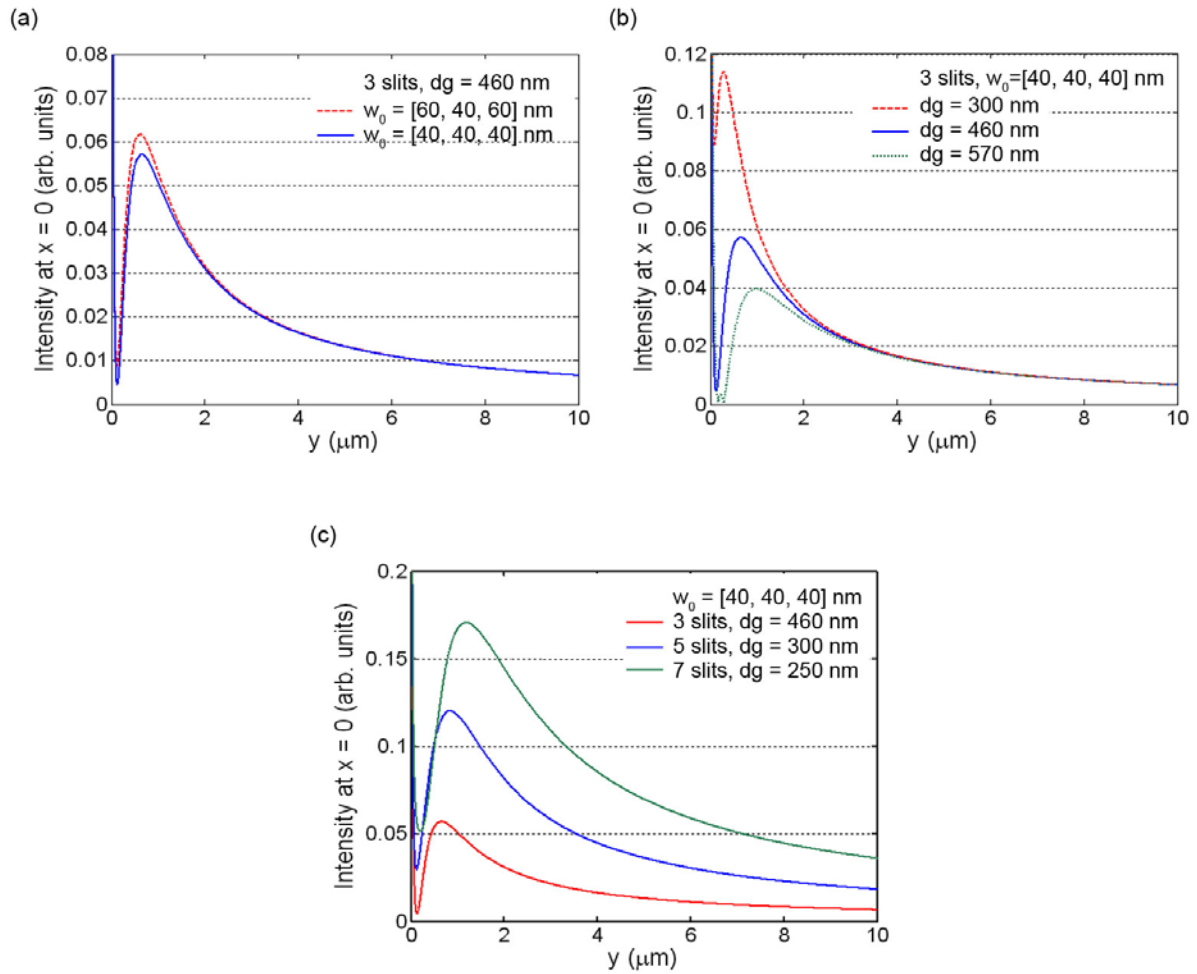 (a)
Intensity at x = 0 (arb. units)
0.08
0.07
0.06
0.05
0.04
0.03
0.02
0.01
0
3 slits, dg = 460 nm
w₀ = [60, 40, 60] nm
w₀ = [40, 40, 40] nm
0 2 4 6 8 10
y (μm)
(b)
Intensity at x = 0 (arb. units)
0.12
0.1
0.08
0.06
0.04
0.02
0
3 slits, w₀=[40, 40, 40] nm
dg = 300 nm
dg = 460 nm
dg = 570 nm
0 2 4 6 8 10
y (μm)
(c)
Intensity at x = 0 (arb. units)
0.2
0.15
0.1
0.05
0
w₀ = [40, 40, 40] nm
3 slits, dg = 460 nm
5 slits, dg = 300 nm
7 slits, dg = 250 nm
0 2 4 6 8 10
y (μm)